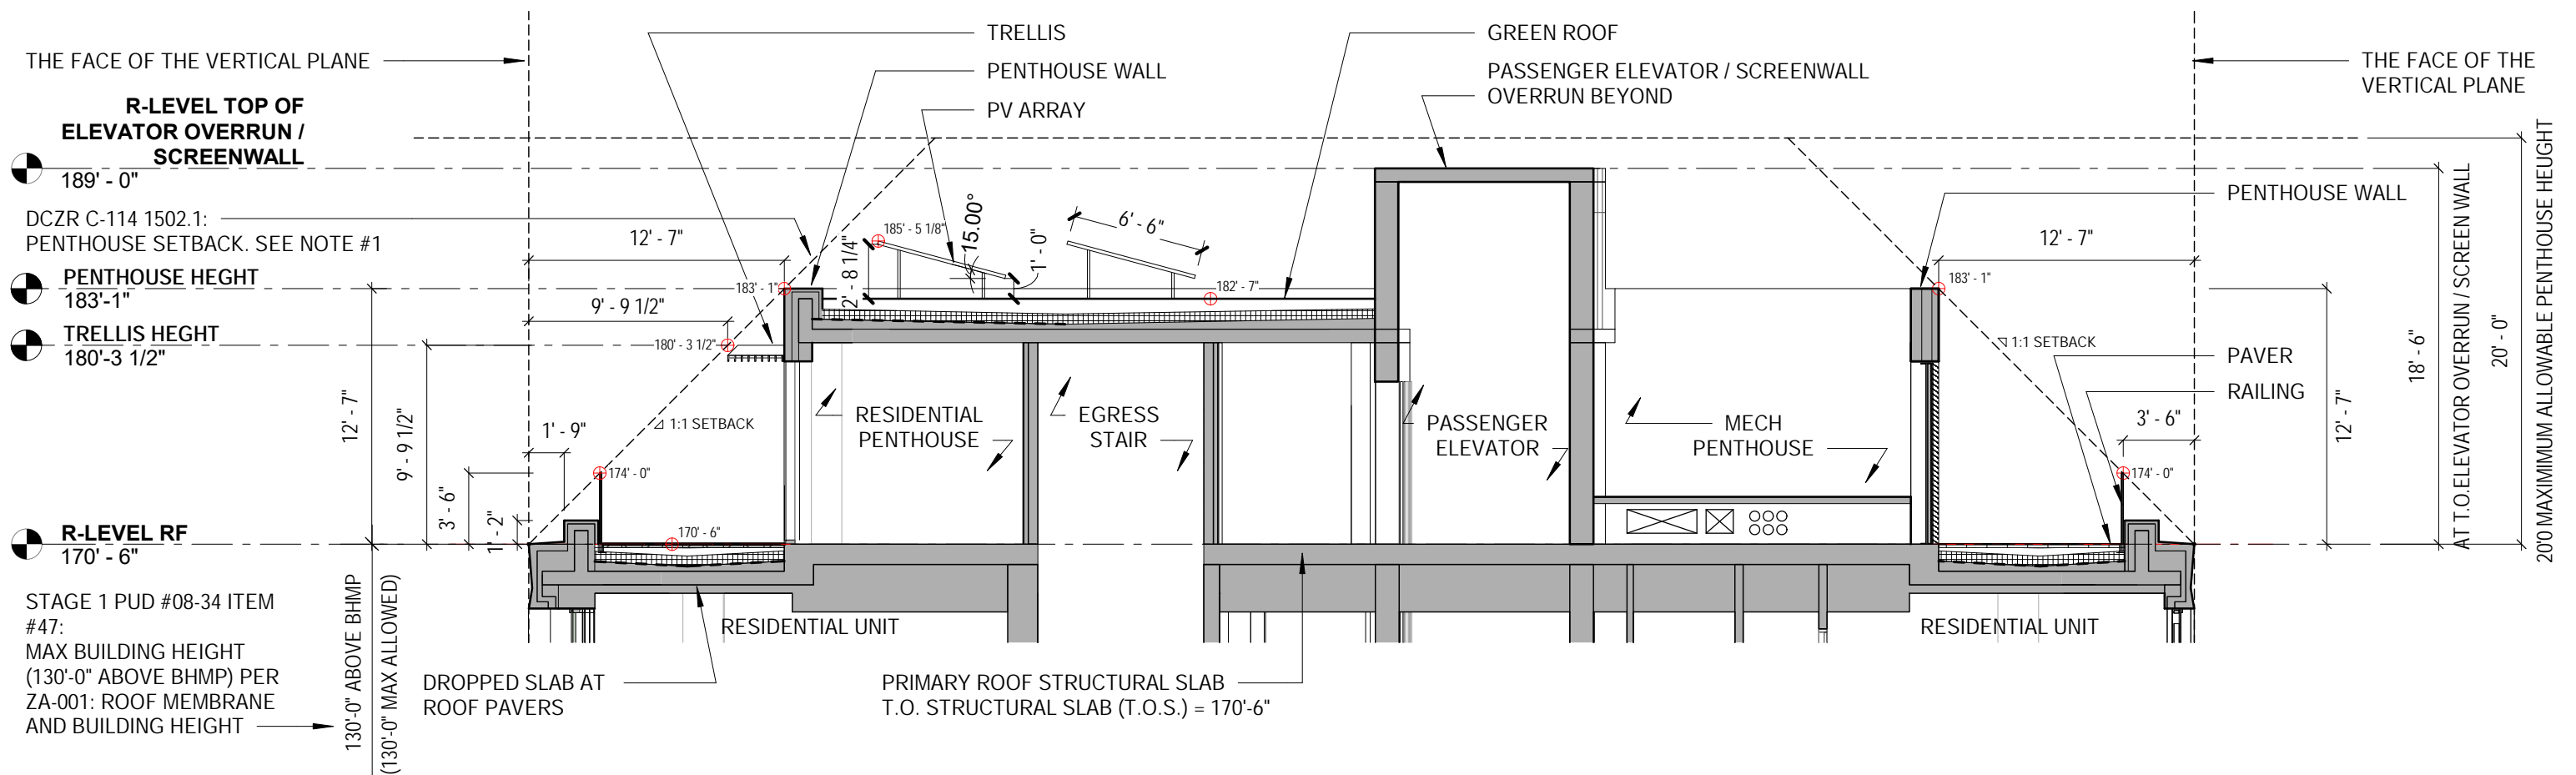 THE FACE OF THE VERTICAL PLANE
TRELLIS
PENTHOUSE WALL
PV ARRAY
GREEN ROOF
PASSENGER ELEVATOR / SCREENWALL
OVERRUN BEYOND
THE FACE OF THE
VERTICAL PLANE
R-LEVEL TOP OF
ELEVATOR OVERRUN /
SCREENWALL
189' - 0"
DCZR C-114 1502.1:
PENTHOUSE SETBACK. SEE NOTE #1
PENTHOUSE HEGHT
183'-1"
TRELLIS HEGHT
180'-3 1/2"
R-LEVEL RF
170' - 6"
STAGE 1 PUD #08-34 ITEM
#47:
MAX BUILDING HEIGHT
(130'-0" ABOVE BHMP) PER
ZA-001: ROOF MEMBRANE
AND BUILDING HEIGHT
130'-0" ABOVE BHMP
(130'-0" MAX ALLOWED)
12' - 7"
9' - 9 1/2"
3' - 6"
1' - 2"
12' - 7"
9' - 9 1/2"
1' - 9"
183' - 1"
180' - 3 1/2"
174' - 0"
1:1 SETBACK
170' - 6"
185' - 5 1/8"
2' - 8 1/4"
15.00°
1' - 0"
6' - 6"
182' - 7"
RESIDENTIAL
PENTHOUSE
EGRESS
STAIR
PASSENGER
ELEVATOR
MECH
PENTHOUSE
RESIDENTIAL UNIT
DROPPED SLAB AT
ROOF PAVERS
PRIMARY ROOF STRUCTURAL SLAB
T.O. STRUCTURAL SLAB (T.O.S.) = 170'-6"
RESIDENTIAL UNIT
PENTHOUSE WALL
12' - 7"
183' - 1"
1:1 SETBACK
PAVER
RAILING
3' - 6"
174' - 0"
12' - 7"
18' - 6"
AT T.O.ELEVATOR OVERRUN / SCREEN WALL
20' - 0"
20'0 MAXIMIMUM ALLOWABLE PENTHOUSE HEUGHT